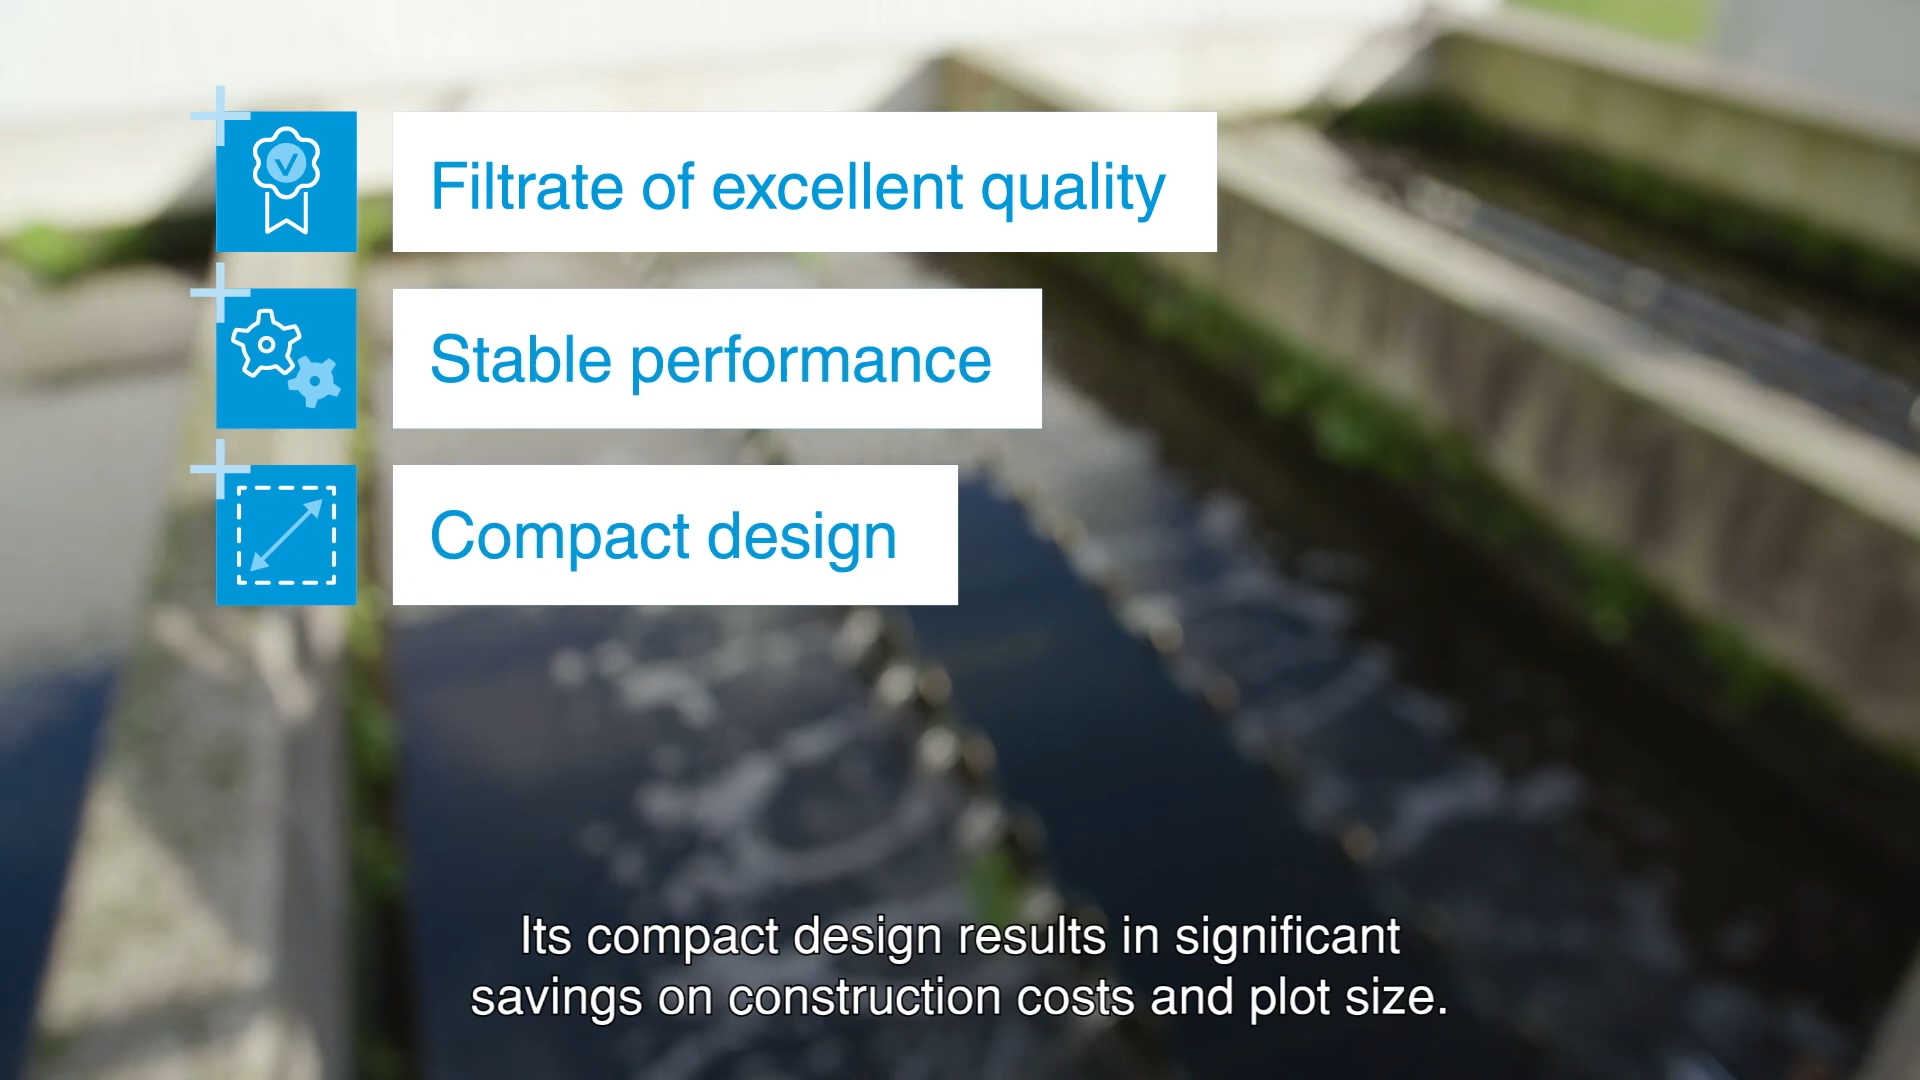 Filtrate of excellent quality
Stable performance
Compact design
Its compact design results in significant
savings on construction costs and plot size.